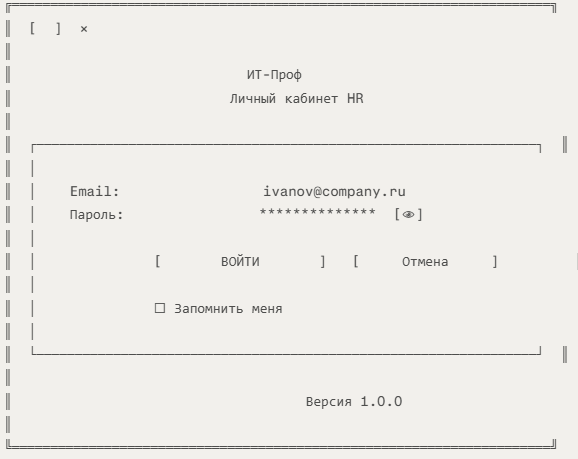 [ ] ×
ИТ-Проф
Личный кабинет HR
Email: ivanov@company.ru
Пароль: ************** [👁]
[ ВОЙТИ ] [ Отмена ]
☐ Запомнить меня
Версия 1.0.0